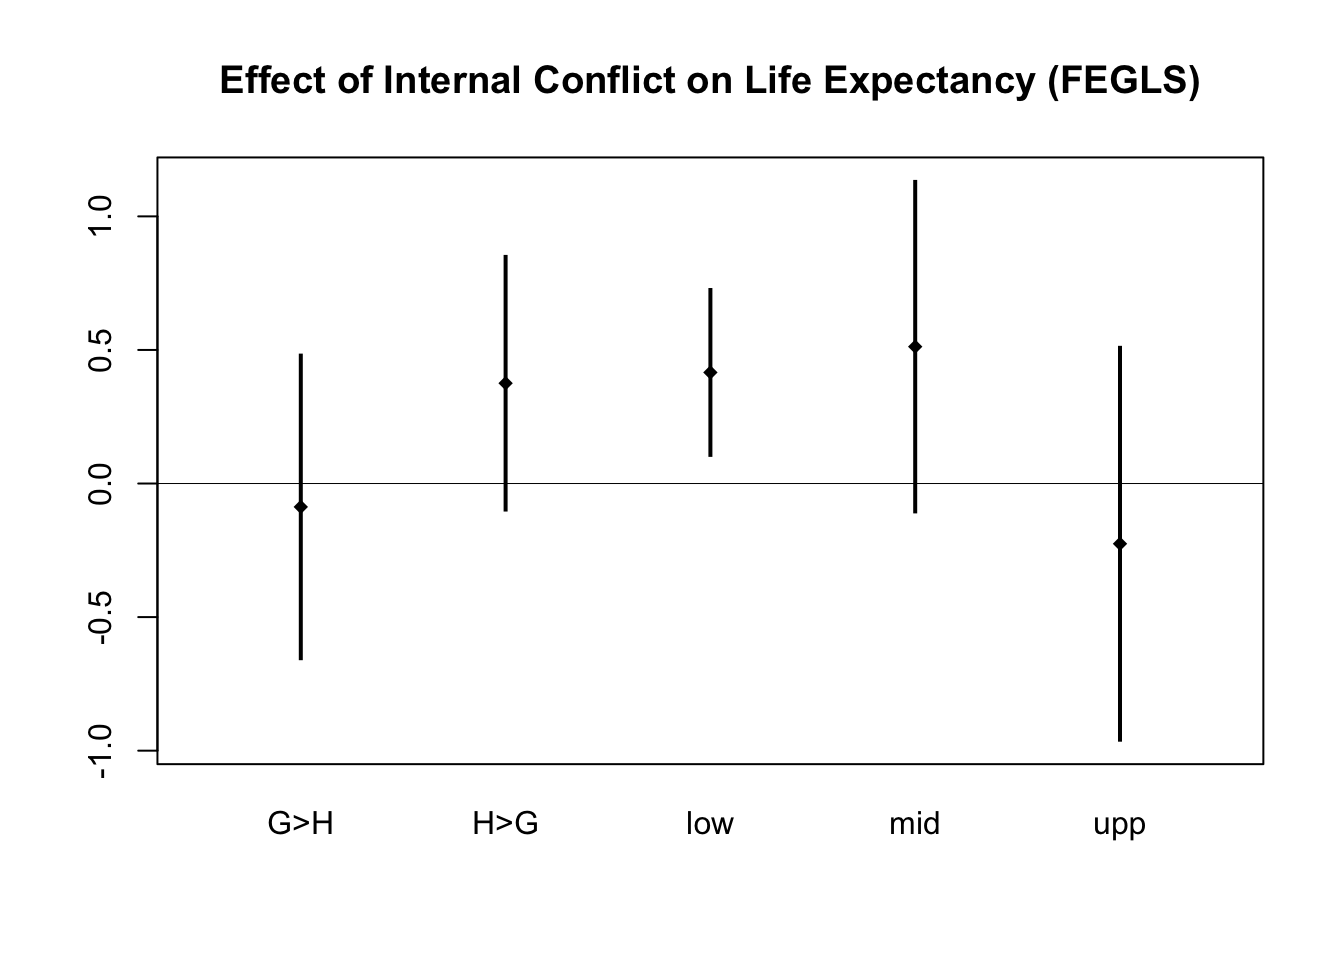 Effect of Internal Conflict on Life Expectancy (FEGLS)
1.0
0.5
0.0
-0.5
-1.0
G>H H>G low mid upp